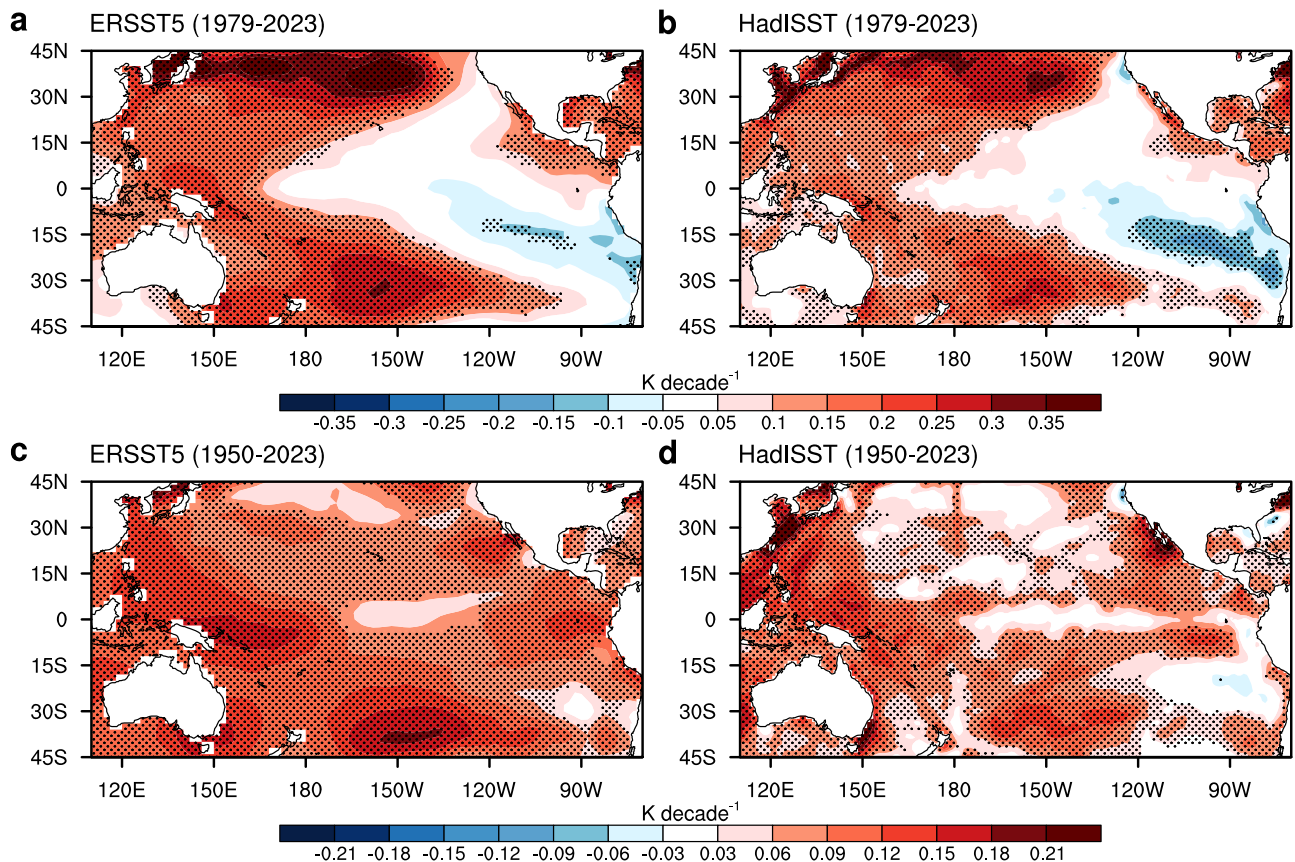 a ERSST5 (1979-2023)
b HadISST (1979-2023)
45N
30N
15N
0
15S
30S
45S
120E 150E 180 150W 120W 90W
45N
30N
15N
0
15S
30S
45S
120E 150E 180 150W 120W 90W
K decade-1
-0.35 -0.3 -0.25 -0.2 -0.15 -0.1 -0.05 0.05 0.1 0.15 0.2 0.25 0.3 0.35
c ERSST5 (1950-2023)
d HadISST (1950-2023)
45N
30N
15N
0
15S
30S
45S
120E 150E 180 150W 120W 90W
45N
30N
15N
0
15S
30S
45S
120E 150E 180 150W 120W 90W
K decade-1
-0.21 -0.18 -0.15 -0.12 -0.09 -0.06 -0.03 0.03 0.06 0.09 0.12 0.15 0.18 0.21